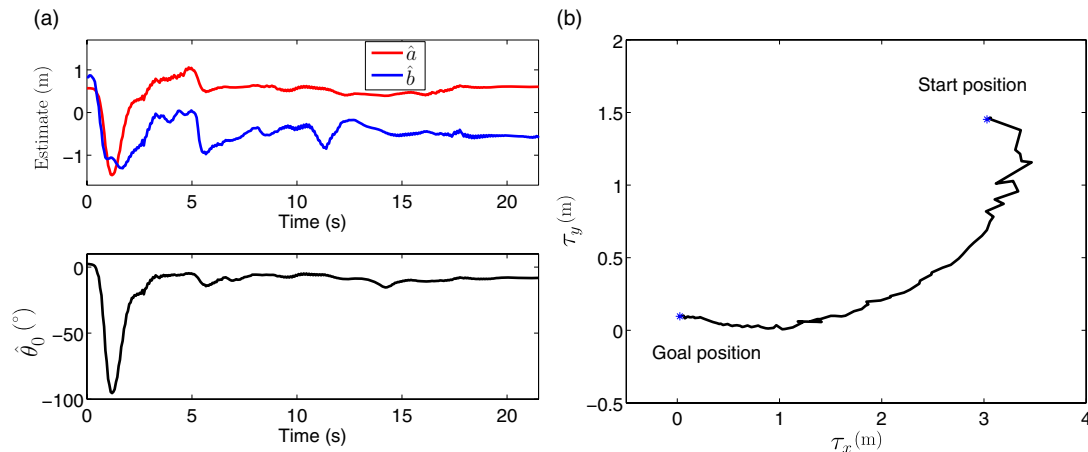 (a)
(b)
Estimate (m)
1
0
−1
â
b̂
0 5 10 15 20
Time (s)
θ̂₀ (°)
0
−50
−100
0 5 10 15 20
Time (s)
τ_y (m)
2
1.5
1
0.5
0
−0.5
Start position
Goal position
0 1 2 3 4
τ_x (m)